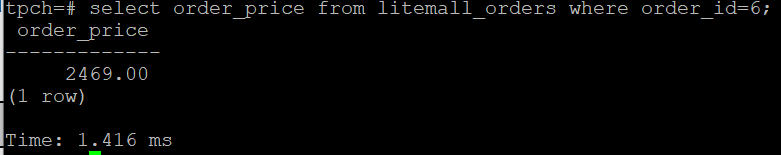 tpch=# select order_price from litemall_orders where order_id=6;
order_price
-------------
2469.00
(1 row)
Time: 1.416 ms